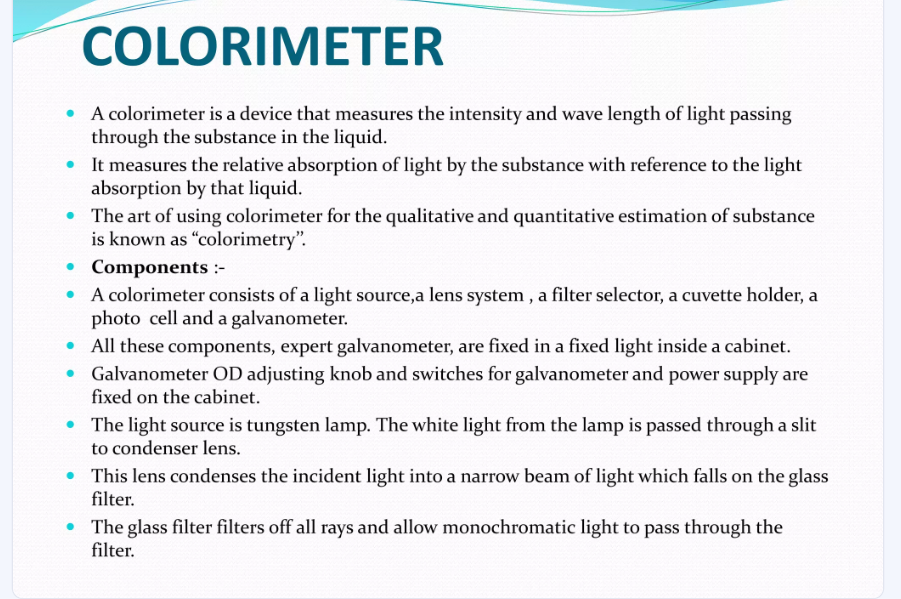 COLORIMETER
• A colorimeter is a device that measures the intensity and wave length of light passing
through the substance in the liquid.
• It measures the relative absorption of light by the substance with reference to the light
absorption by that liquid.
• The art of using colorimeter for the qualitative and quantitative estimation of substance
is known as “colorimetry”.
• Components :-
• A colorimeter consists of a light source,a lens system , a filter selector, a cuvette holder, a
photo cell and a galvanometer.
• All these components, expert galvanometer, are fixed in a fixed light inside a cabinet.
• Galvanometer OD adjusting knob and switches for galvanometer and power supply are
fixed on the cabinet.
• The light source is tungsten lamp. The white light from the lamp is passed through a slit
to condenser lens.
• This lens condenses the incident light into a narrow beam of light which falls on the glass
filter.
• The glass filter filters off all rays and allow monochromatic light to pass through the
filter.